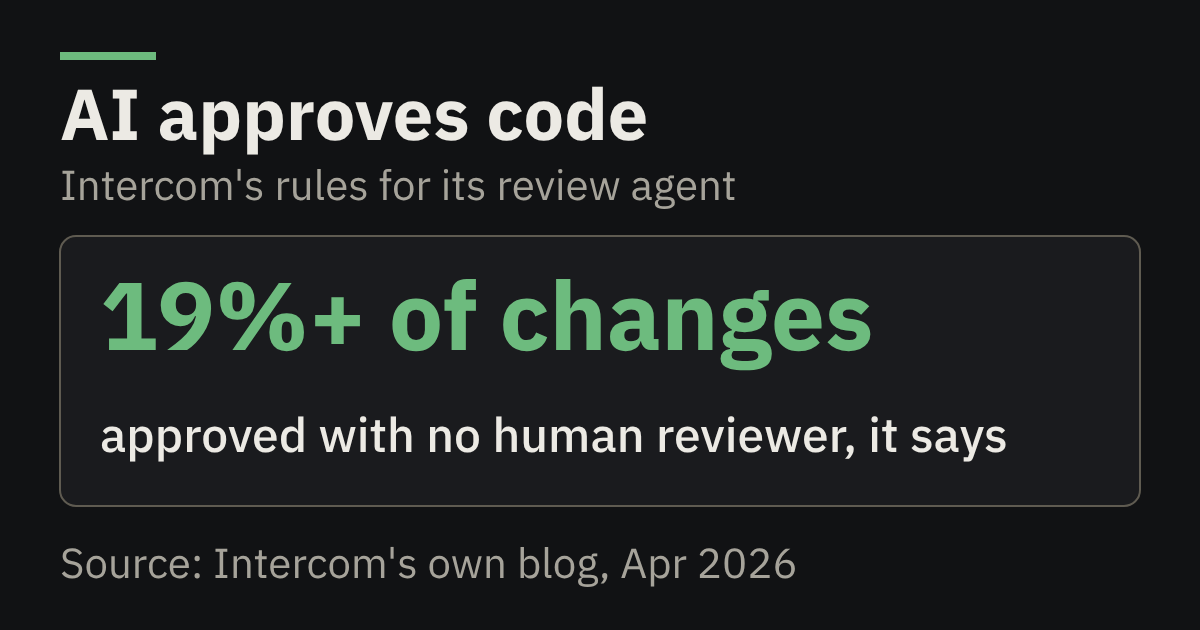 AI approves code
Intercom's rules for its review agent
19%+ of changes
approved with no human reviewer, it says
Source: Intercom's own blog, Apr 2026